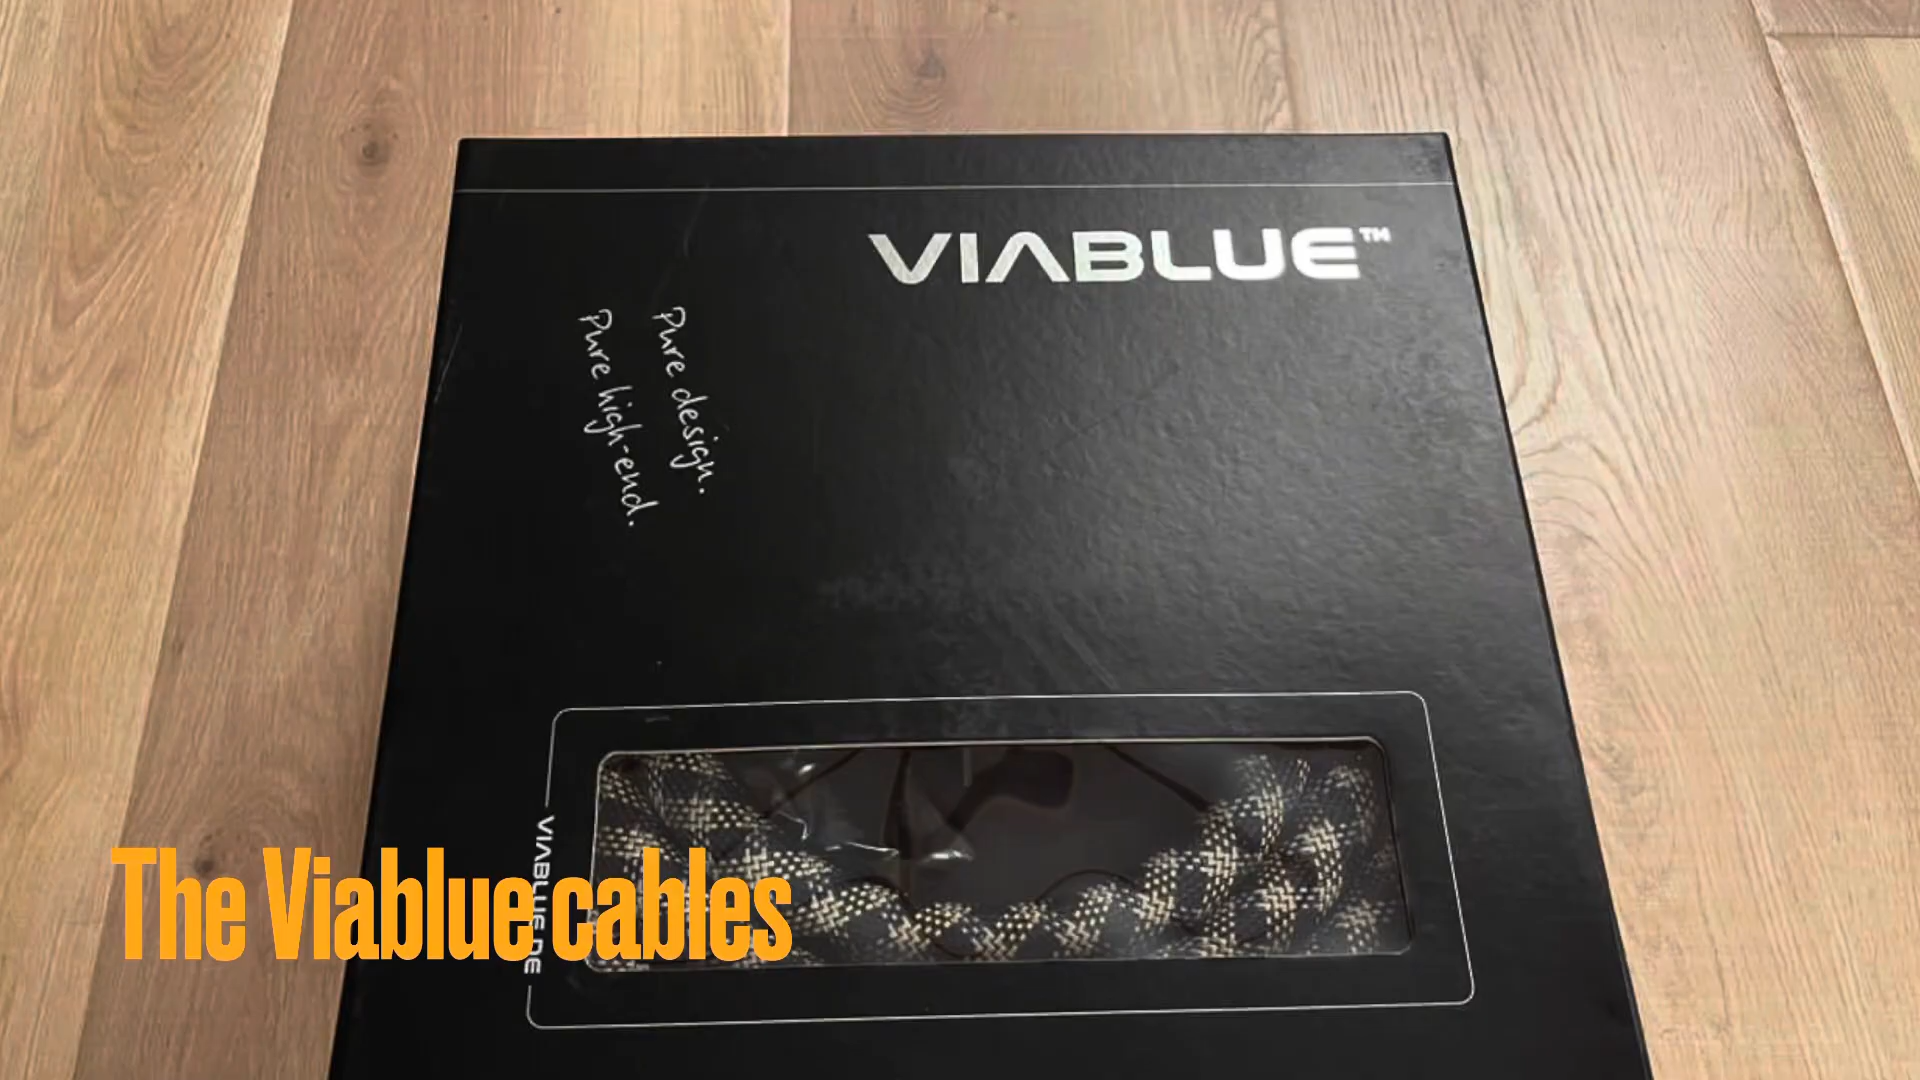 VIABLUE™
Pure design.
Pure high-end.
VIABLUE.DE
The Viablue cables